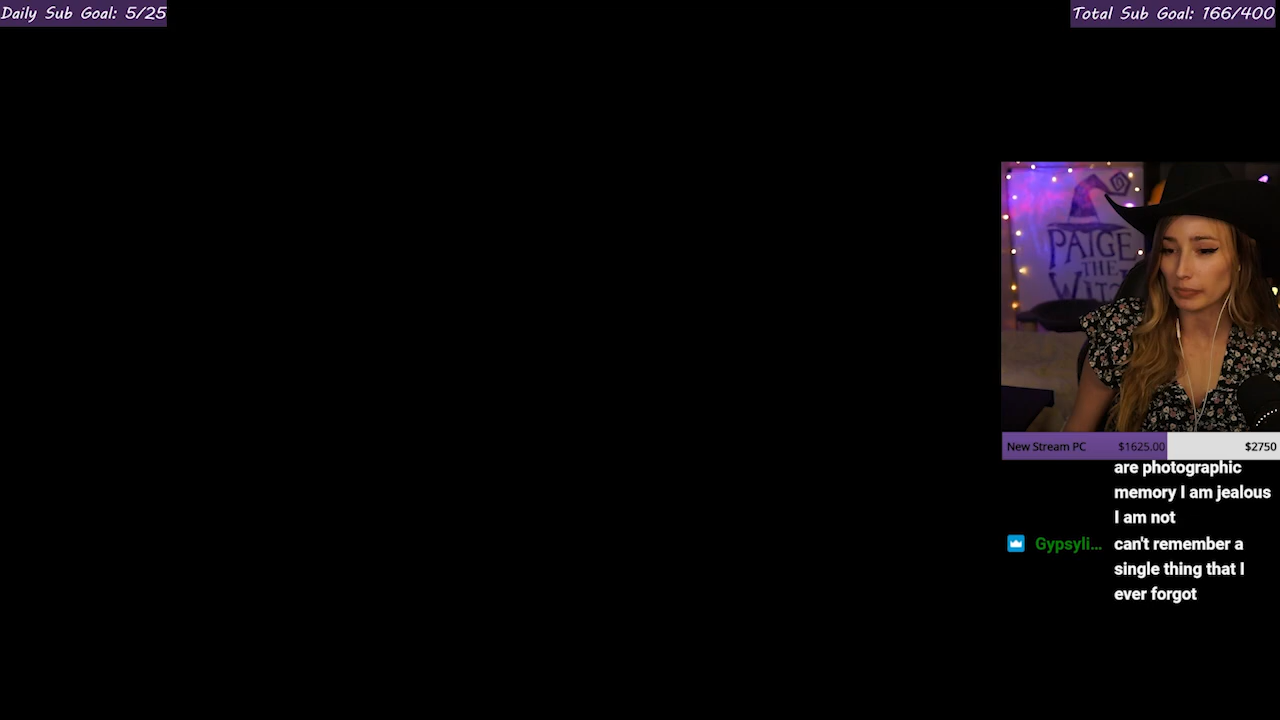 Daily Sub Goal: 5/25
Total Sub Goal: 166/400
PAIGE
THE
New Stream PC $1625.00 $2750
are photographic
memory I am jealous
I am not
Gypsyli... can't remember a
single thing that I
ever forgot